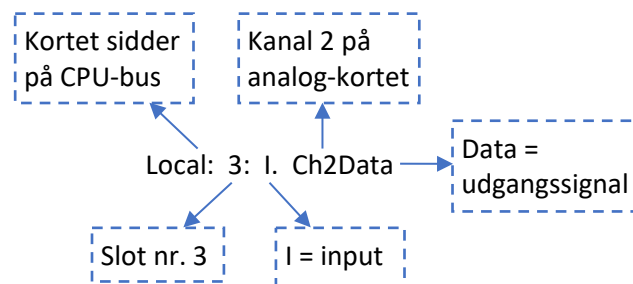 Kortet sidder
på CPU-bus
Kanal 2 på
analog-kortet
Local: 3: I. Ch2Data
Data =
udgangssignal
Slot nr. 3
I = input